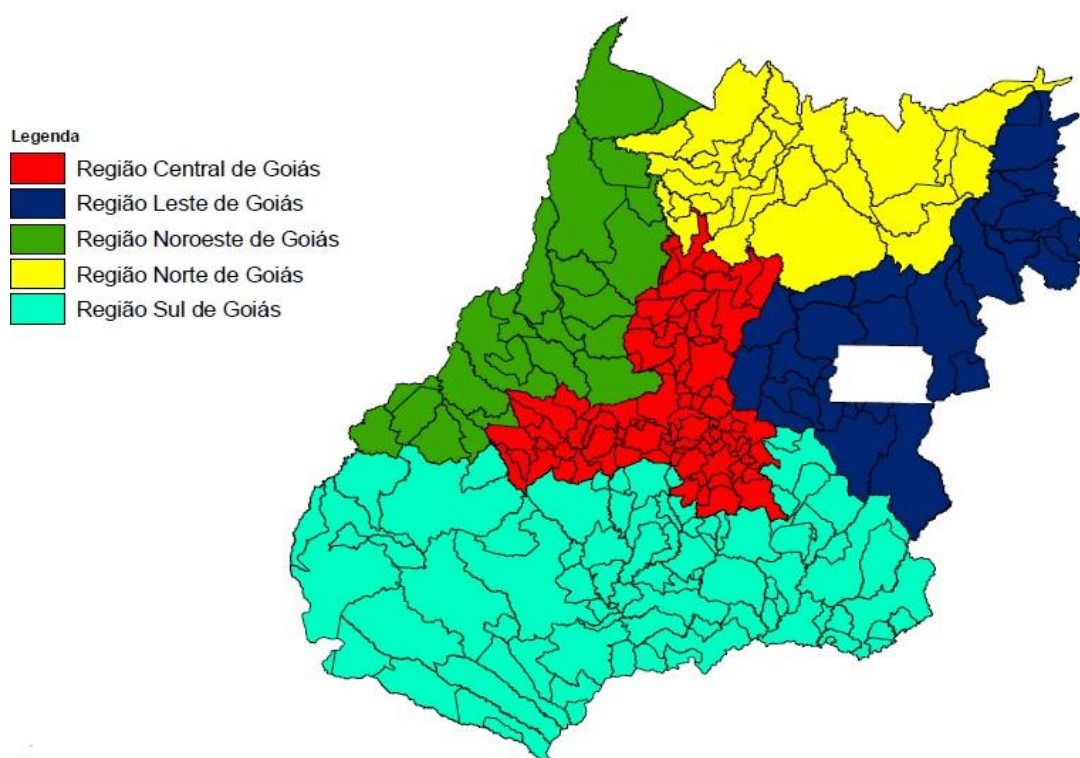 Legenda
Região Central de Goiás
Região Leste de Goiás
Região Noroeste de Goiás
Região Norte de Goiás
Região Sul de Goiás